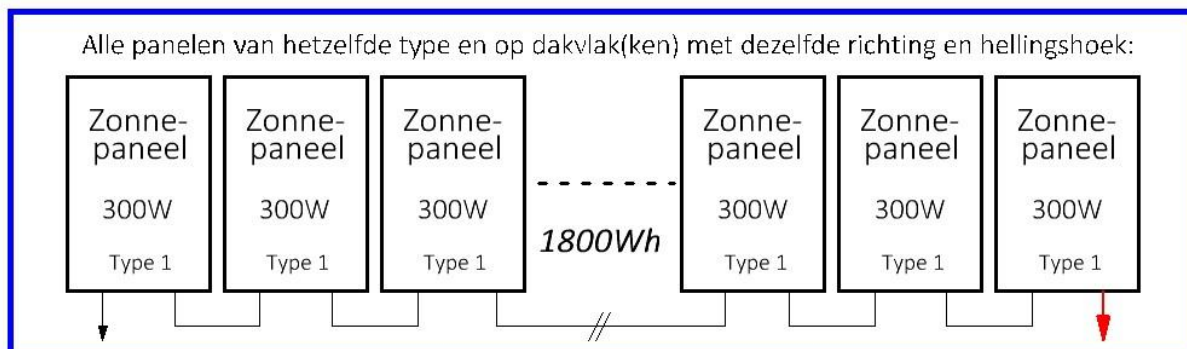 Alle panelen van hetzelfde type en op dakvlak(ken) met dezelfde richting en hellingshoek:
Zonne-
paneel
300W
Type 1
Zonne-
paneel
300W
Type 1
Zonne-
paneel
300W
Type 1
1800Wh
Zonne-
paneel
300W
Type 1
Zonne-
paneel
300W
Type 1
Zonne-
paneel
300W
Type 1